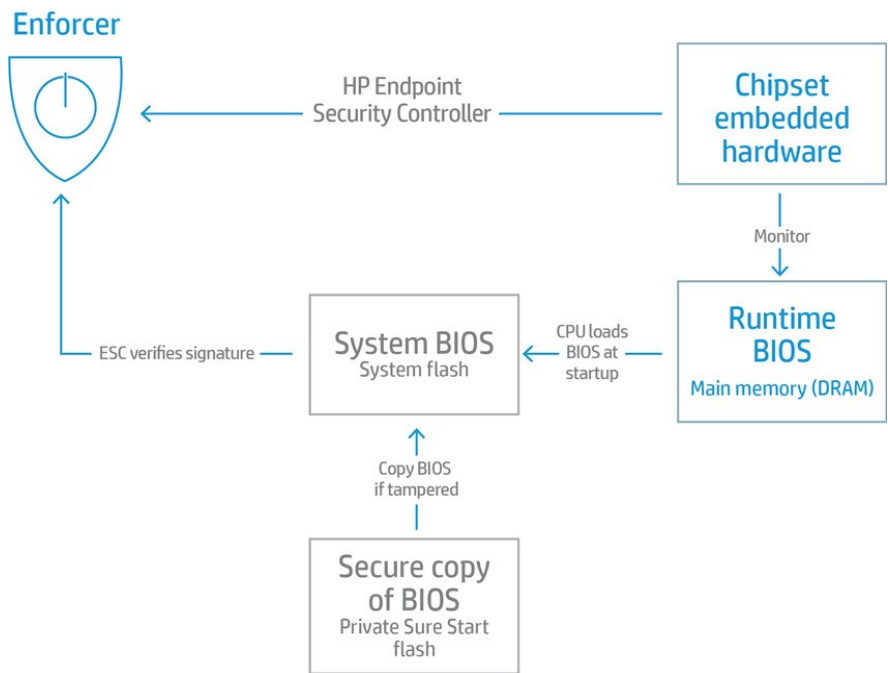 Enforcer
HP Endpoint
Security Controller
Chipset
embedded
hardware
Monitor
Runtime
BIOS
Main memory (DRAM)
CPU loads
BIOS at
startup
System BIOS
System flash
ESC verifies signature
Copy BIOS
if tampered
Secure copy
of BIOS
Private Sure Start
flash